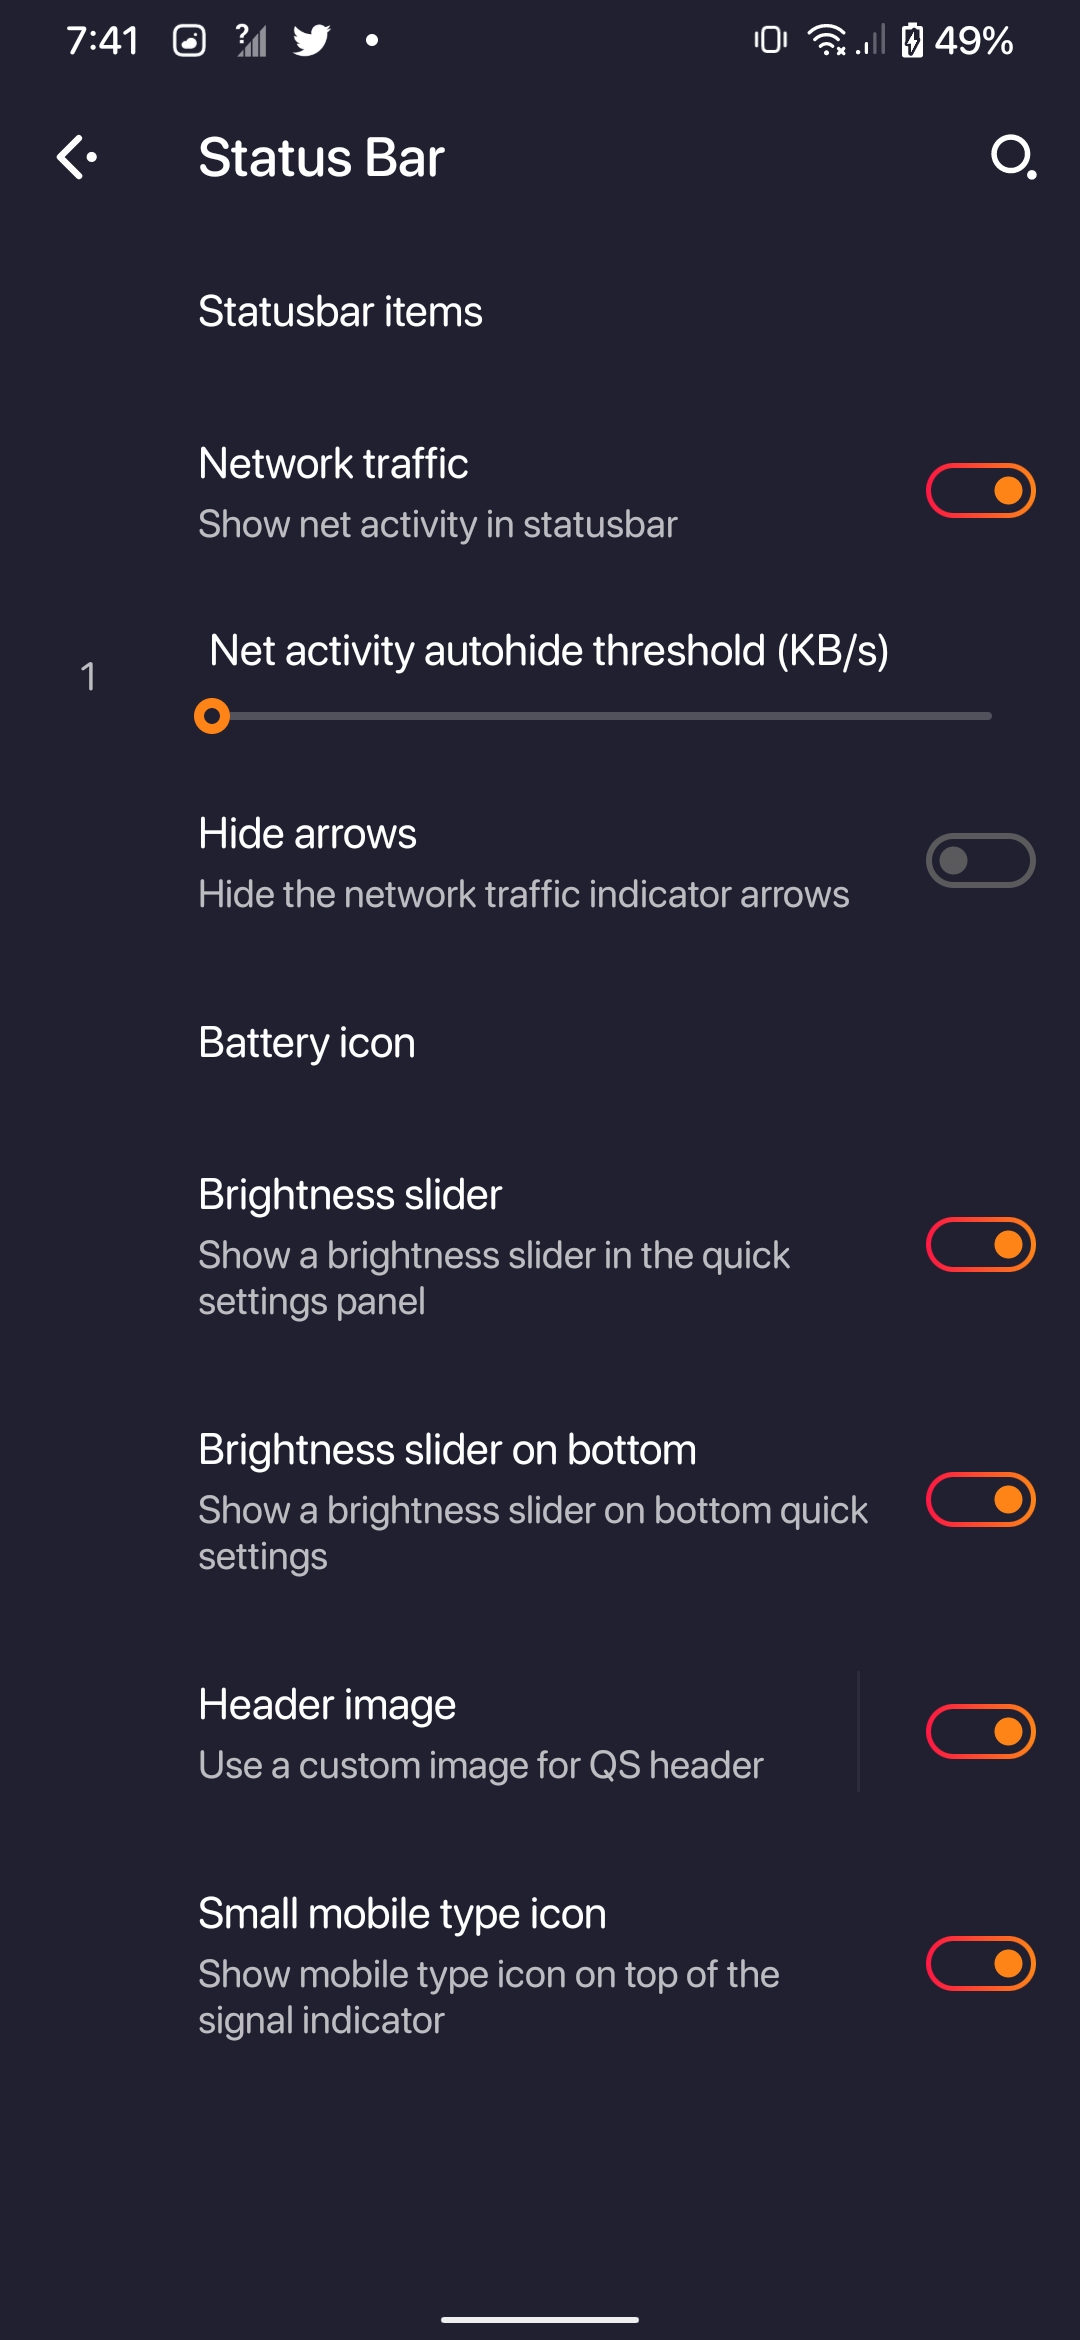 7:41 ? 49%
Status Bar
Statusbar items
Network traffic
Show net activity in statusbar
Net activity autohide threshold (KB/s)
1
Hide arrows
Hide the network traffic indicator arrows
Battery icon
Brightness slider
Show a brightness slider in the quick
settings panel
Brightness slider on bottom
Show a brightness slider on bottom quick
settings
Header image
Use a custom image for QS header
Small mobile type icon
Show mobile type icon on top of the
signal indicator